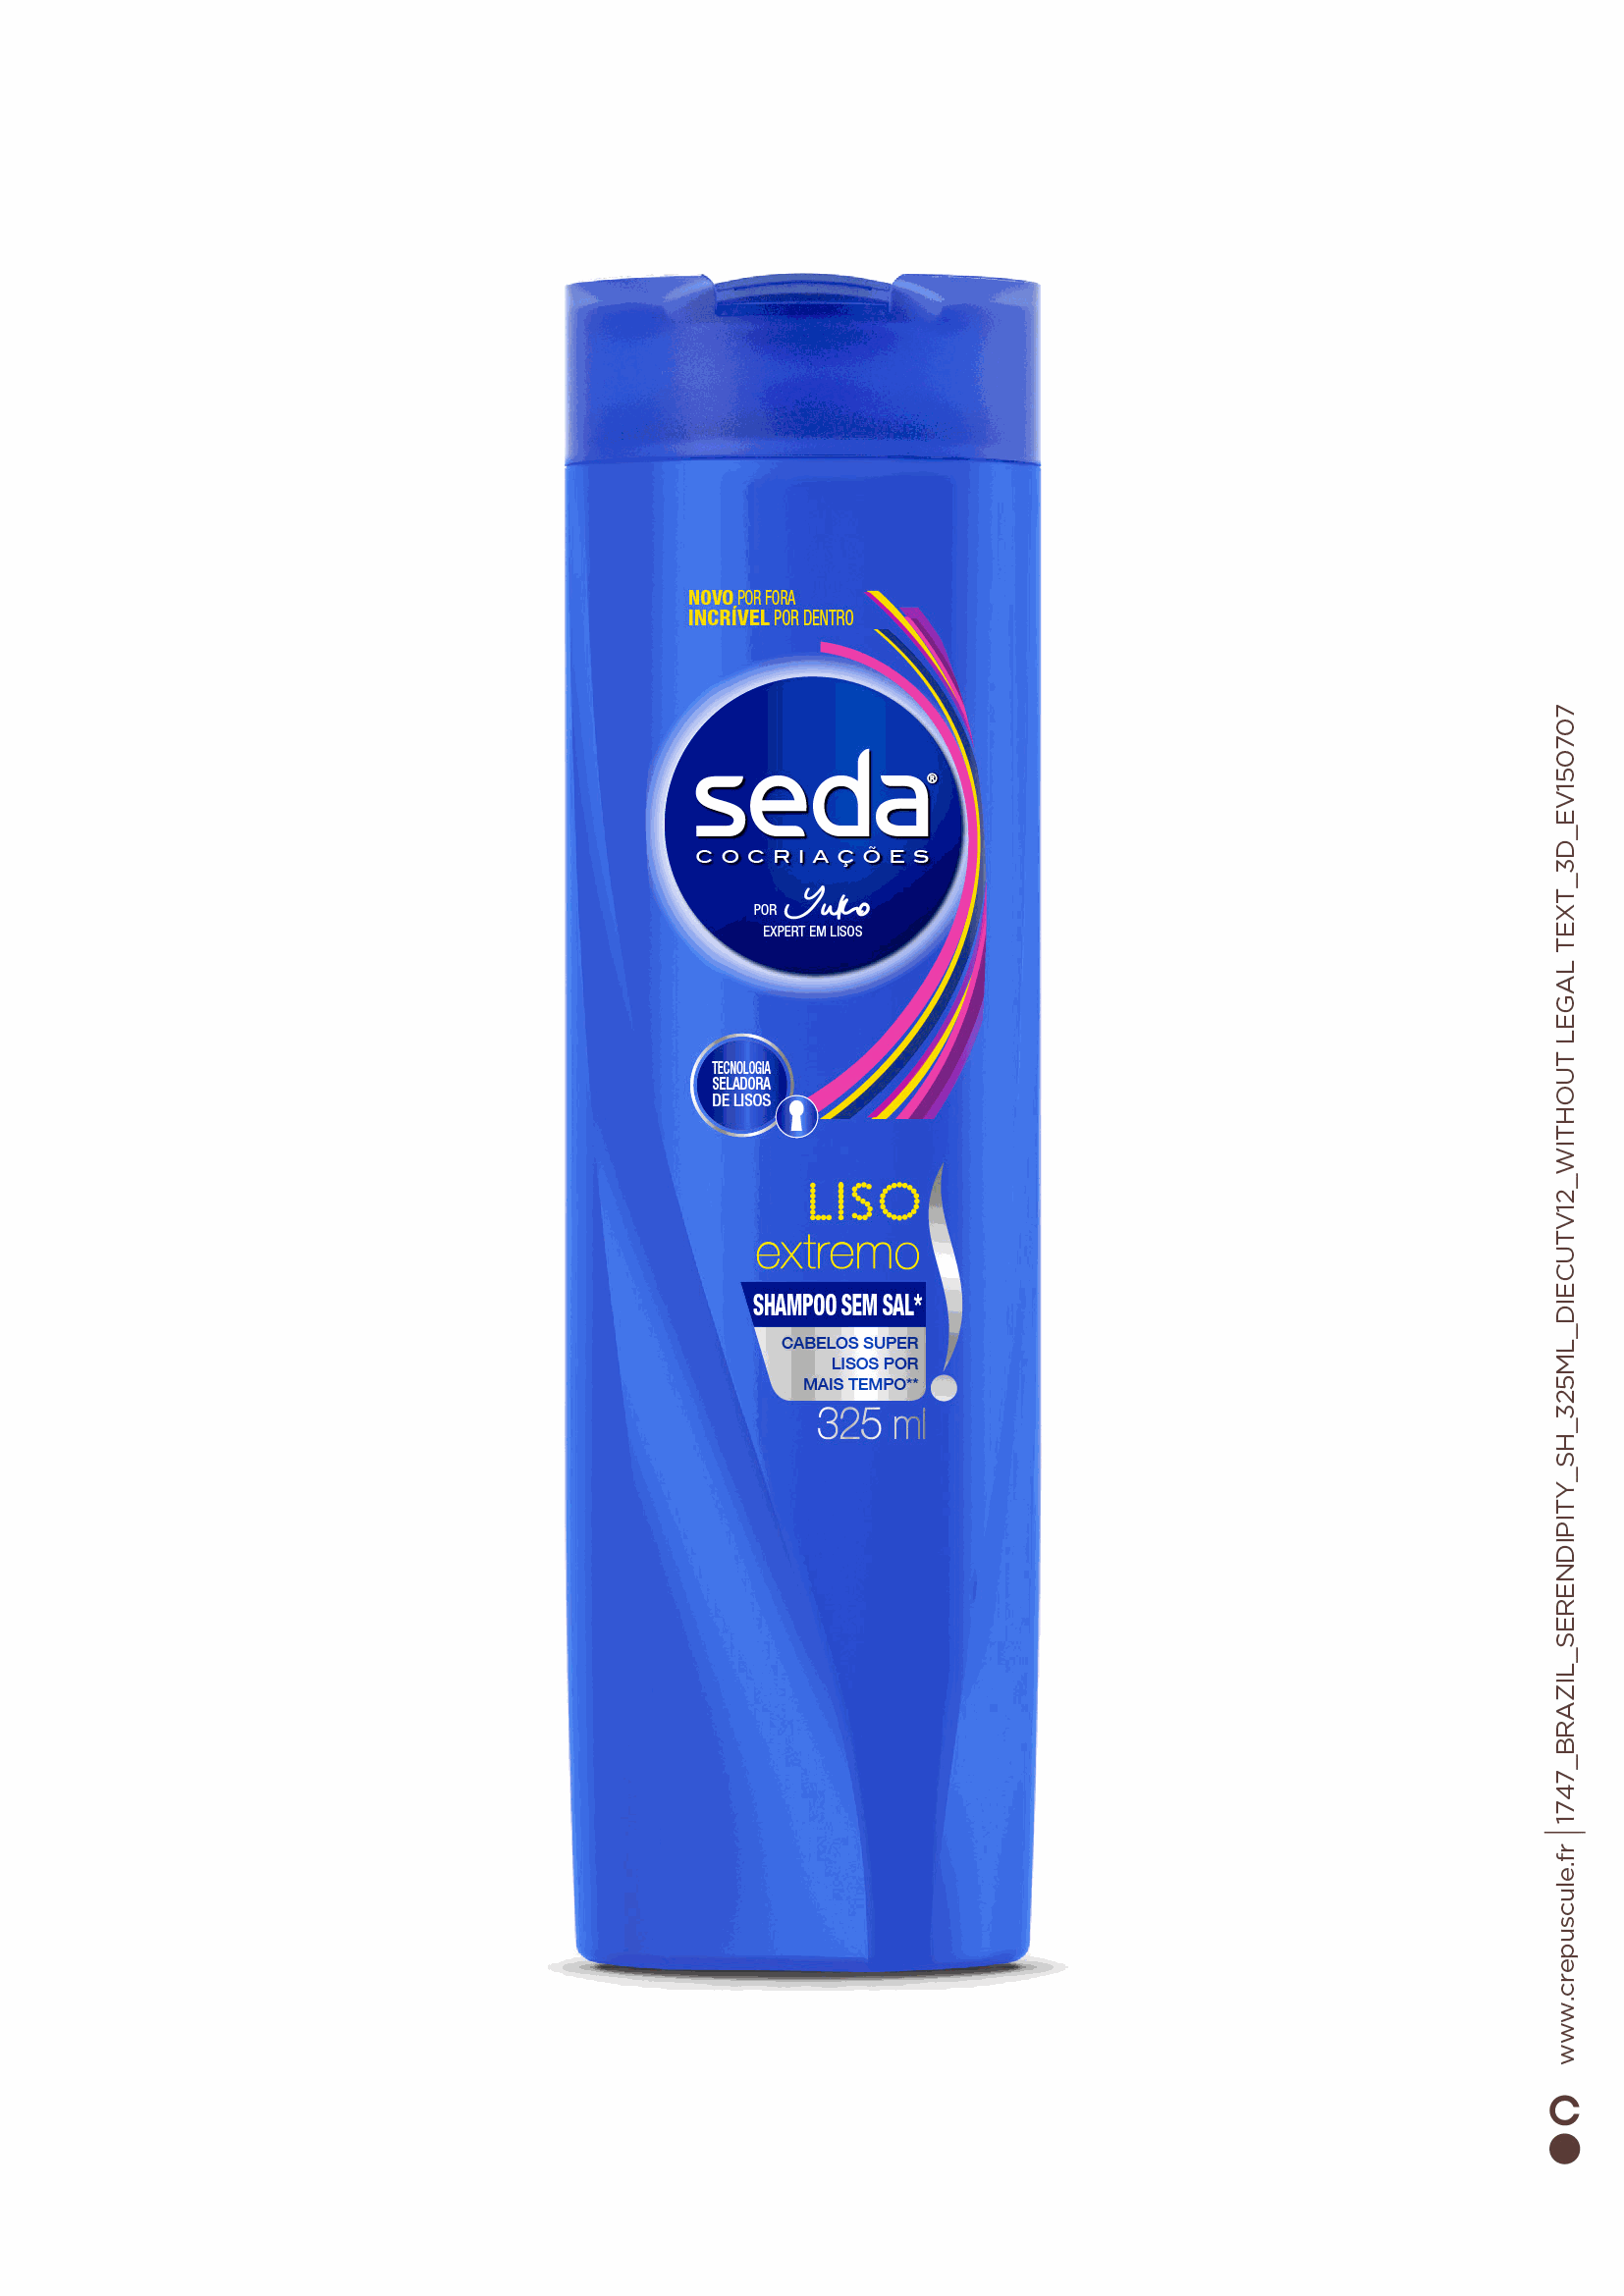 NOVO POR FORA
INCRÍVEL POR DENTRO
seda®
COCRIAÇÕES
POR Yuko
EXPERT EM LISOS
TECNOLOGIA
SELADORA
DE LISOS
LISO
extremo
SHAMPOO SEM SAL*
CABELOS SUPER
LISOS POR
MAIS TEMPO**
325 ml
C www.crepuscule.fr | 1747_BRAZIL_SERENDIPITY_SH_325ML_DIECUTV12_WITHOUT LEGAL TEXT_3D_EV150707